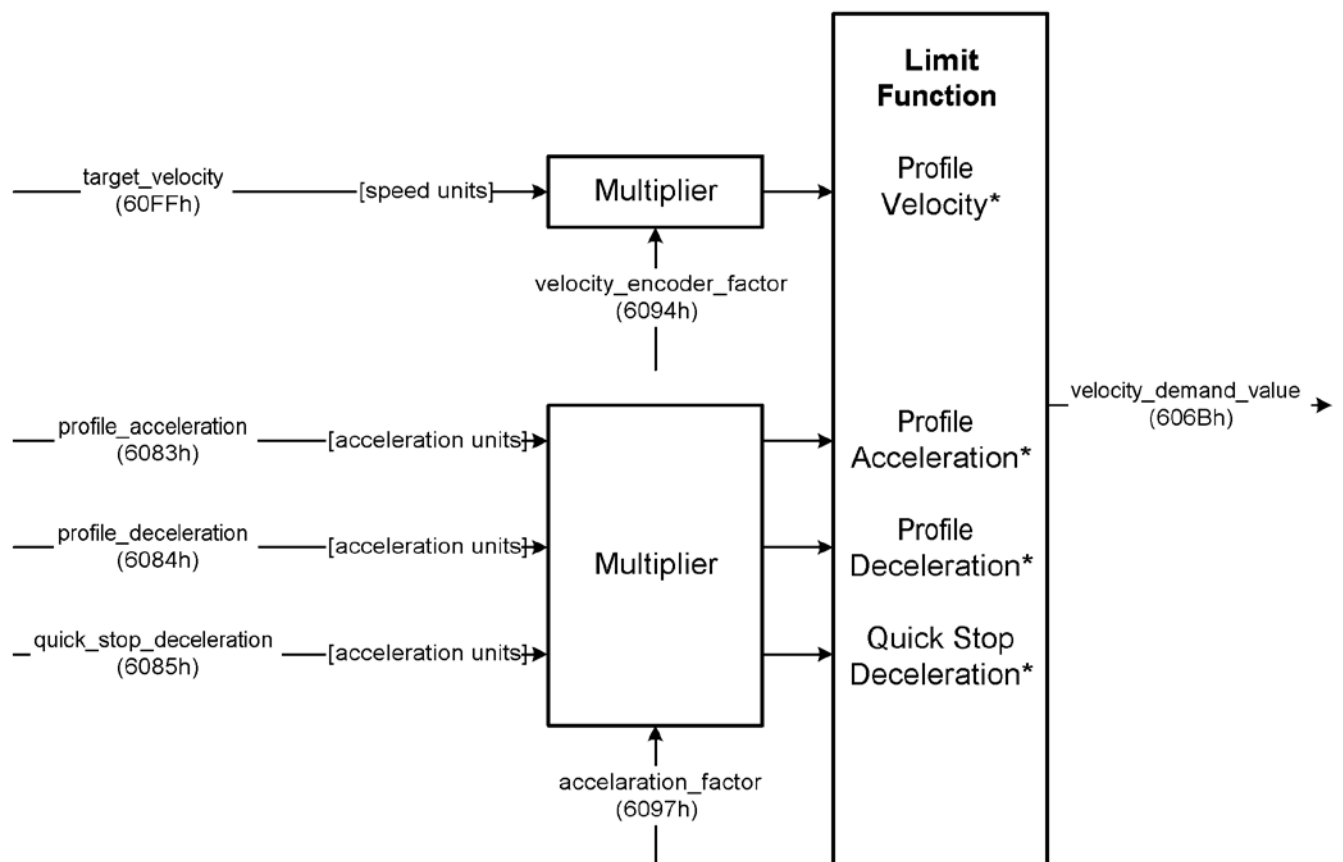 Limit
Function
target_velocity
(60FFh)
[speed units]
Multiplier
Profile
Velocity*
velocity_encoder_factor
(6094h)
velocity_demand_value
(606Bh)
profile_acceleration
(6083h)
[acceleration units]
Profile
Acceleration*
profile_deceleration
(6084h)
[acceleration units]
Multiplier
Profile
Deceleration*
quick_stop_deceleration
(6085h)
[acceleration units]
Quick Stop
Deceleration*
accelaration_factor
(6097h)